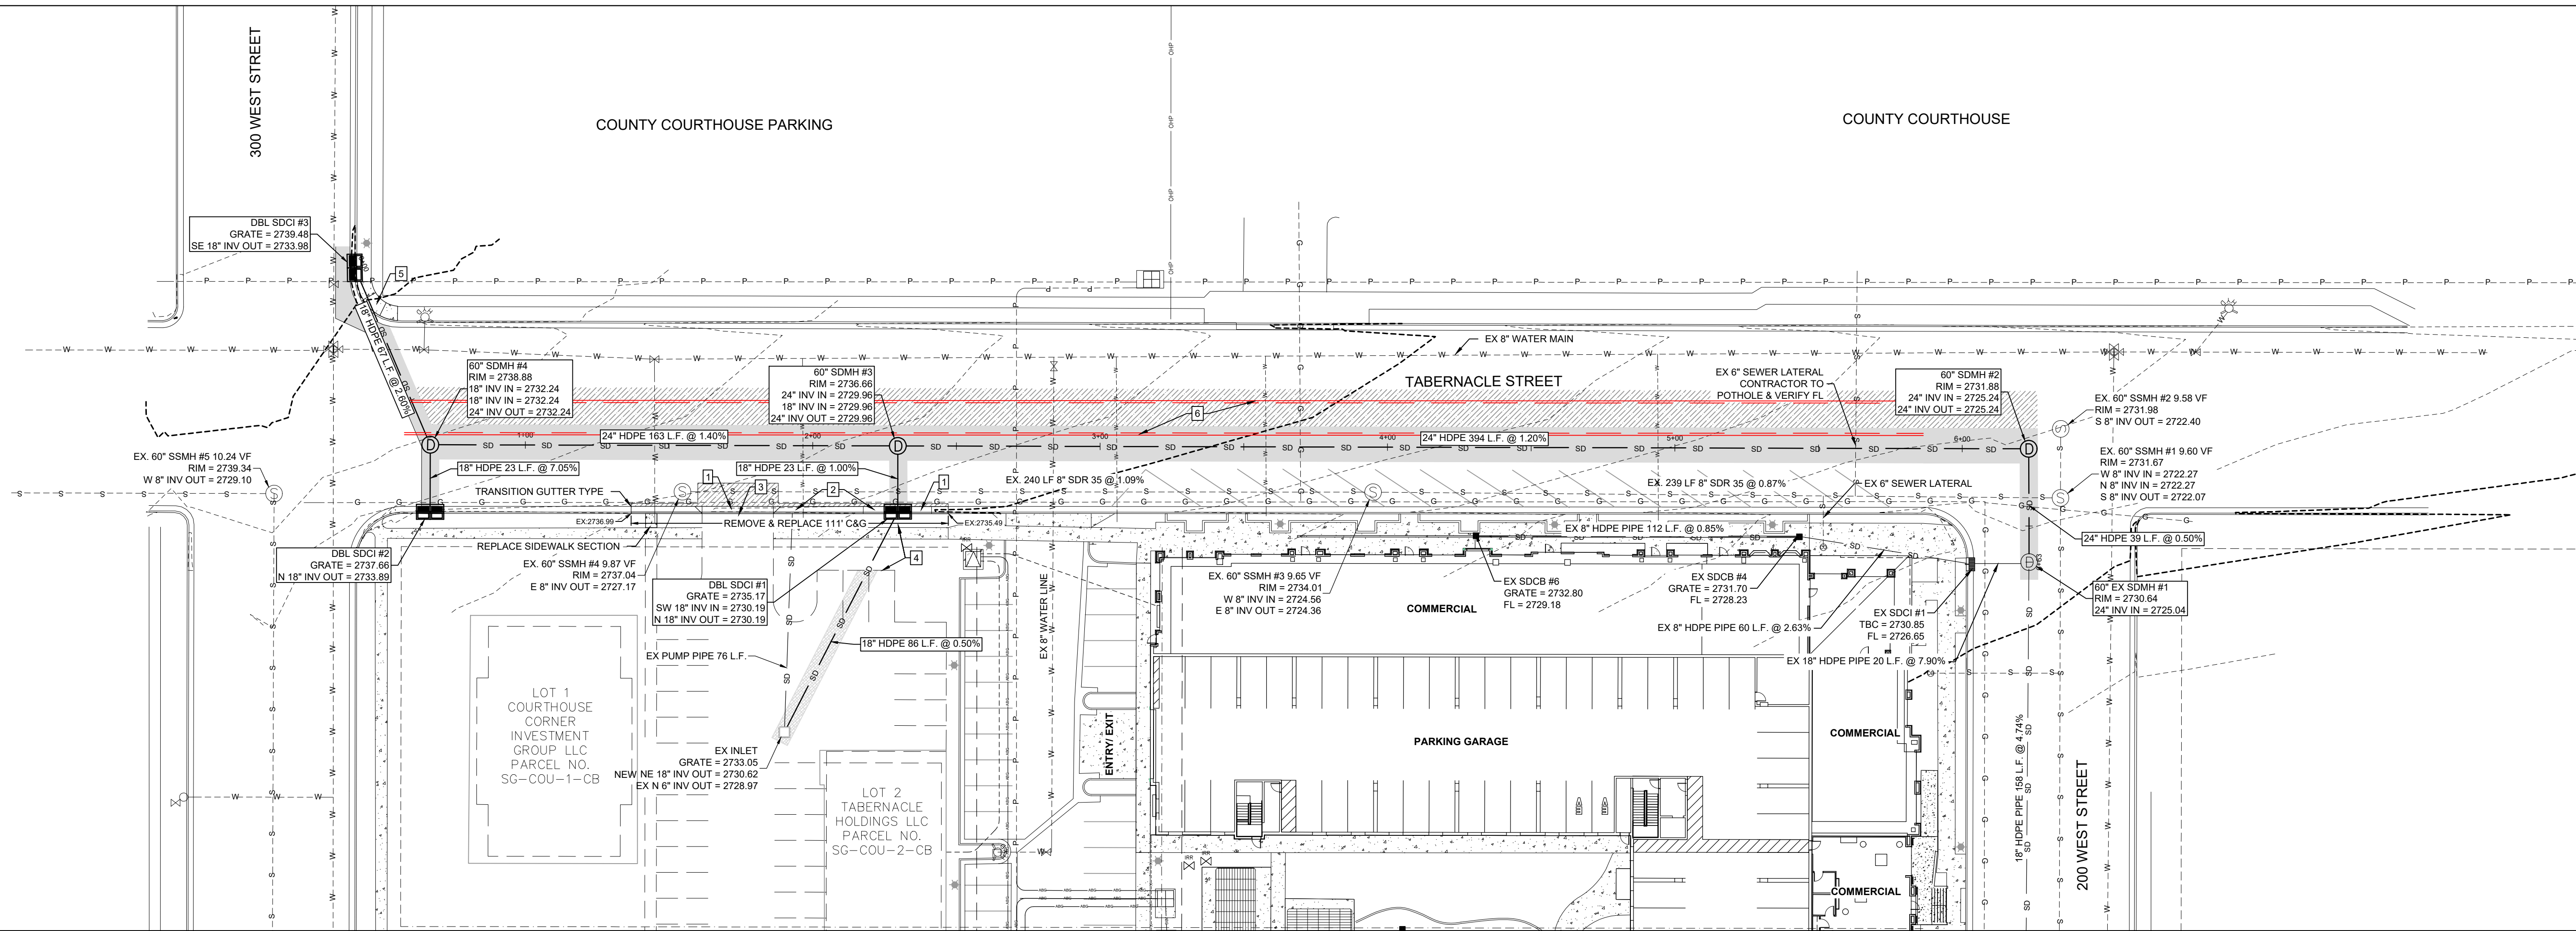 300 WEST STREET
COUNTY COURTHOUSE PARKING
COUNTY COURTHOUSE
DBL SDCI #3
GRATE = 2739.48
SE 18" INV OUT = 2733.98
5
18" HDPE 67 L.F. @ 2.60%
EX 8" WATER MAIN
TABERNACLE STREET
60" SDMH #4
RIM = 2738.88
18" INV IN = 2732.24
18" INV IN = 2732.24
24" INV OUT = 2732.24
60" SDMH #3
RIM = 2736.66
24" INV IN = 2729.96
18" INV IN = 2729.96
24" INV OUT = 2729.96
EX 6" SEWER LATERAL
CONTRACTOR TO
POTHOLE & VERIFY FL
60" SDMH #2
RIM = 2731.88
24" INV IN = 2725.24
24" INV OUT = 2725.24
EX. 60" SSMH #2 9.58 VF
RIM = 2731.98
S 8" INV OUT = 2722.40
6
1+00
24" HDPE 163 L.F. @ 1.40%
2+00
3+00
4+00
24" HDPE 394 L.F. @ 1.20%
5+00
6+00
EX. 60" SSMH #5 10.24 VF
RIM = 2739.34
W 8" INV OUT = 2729.10
18" HDPE 23 L.F. @ 7.05%
18" HDPE 23 L.F. @ 1.00%
EX. 60" SSMH #1 9.60 VF
RIM = 2731.67
W 8" INV IN = 2722.27
N 8" INV IN = 2722.27
S 8" INV OUT = 2722.07
TRANSITION GUTTER TYPE
1
3
2
1
EX. 240 LF 8" SDR 35 @ 1.09%
EX. 239 LF 8" SDR 35 @ 0.87%
EX 6" SEWER LATERAL
EX:2736.99
REMOVE & REPLACE 111' C&G
EX:2735.49
EX 8" HDPE PIPE 112 L.F. @ 0.85%
24" HDPE 39 L.F. @ 0.50%
DBL SDCI #2
GRATE = 2737.66
N 18" INV OUT = 2733.89
REPLACE SIDEWALK SECTION
EX. 60" SSMH #4 9.87 VF
RIM = 2737.04
E 8" INV OUT = 2727.17
4
DBL SDCI #1
GRATE = 2735.17
SW 18" INV IN = 2730.19
N 18" INV OUT = 2730.19
EX 8" WATER LINE
EX. 60" SSMH #3 9.65 VF
RIM = 2734.01
W 8" INV IN = 2724.56
E 8" INV OUT = 2724.36
COMMERCIAL
EX SDCB #6
GRATE = 2732.80
FL = 2729.18
EX SDCB #4
GRATE = 2731.70
FL = 2728.23
EX 8" HDPE PIPE 60 L.F. @ 2.63%
EX SDCI #1
TBC = 2730.85
FL = 2726.65
60" EX SDMH #1
RIM = 2730.64
24" INV IN = 2725.04
EX 18" HDPE PIPE 20 L.F. @ 7.90%
18" HDPE 86 L.F. @ 0.50%
EX PUMP PIPE 76 L.F.
LOT 1
COURTHOUSE
CORNER
INVESTMENT
GROUP LLC
PARCEL NO.
SG-COU-1-CB
EX INLET
GRATE = 2733.05
NEW NE 18" INV OUT = 2730.62
EX N 6" INV OUT = 2728.97
LOT 2
TABERNACLE
HOLDINGS LLC
PARCEL NO.
SG-COU-2-CB
ENTRY/ EXIT
PARKING GARAGE
COMMERCIAL
COMMERCIAL
18" HDPE PIPE 158 L.F. @ 4.74%
200 WEST STREET
IRR
IRR